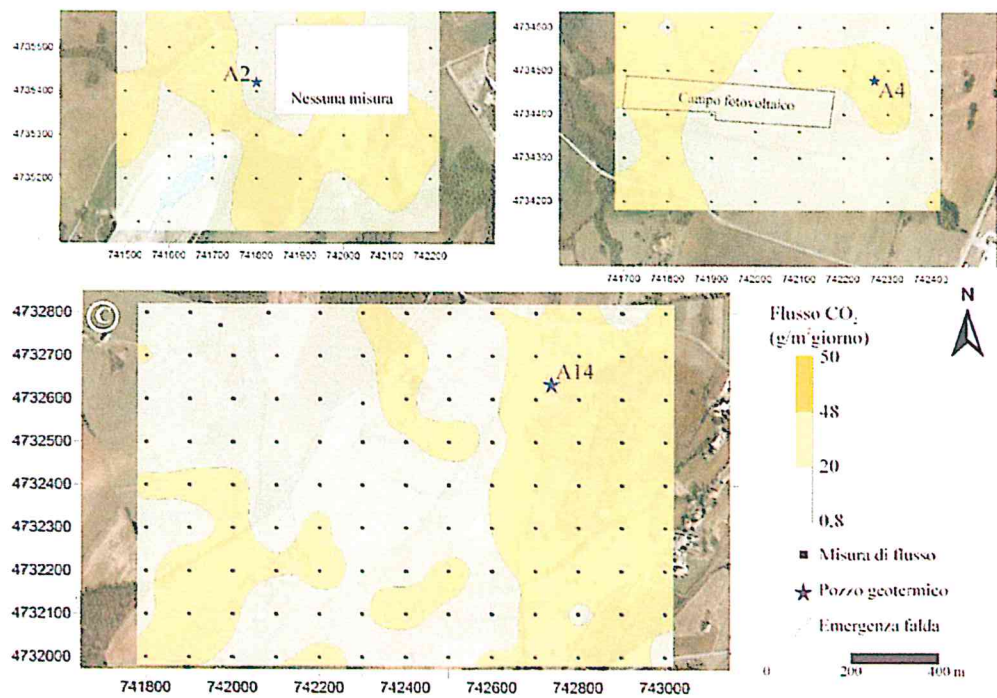 4735500
4735400
4735300
4735200
A2
Nessuna misura
741500 741600 741700 741800 741900 742000 742100 742200
4734600
4734500
4734400
4734300
4734200
Campo fotovoltaico
A4
741700 741800 741900 742000 742100 742200 742300 742400
©
4732800
4732700
4732600
4732500
4732400
4732300
4732200
4732100
4732000
A14
741800 742000 742200 742400 742600 742800 743000
N
Flusso CO₂
(g/m²giorno)
50
48
20
0.8
Misura di flusso
Pozzo geotermico
Emergenza falda
0 200 400 m